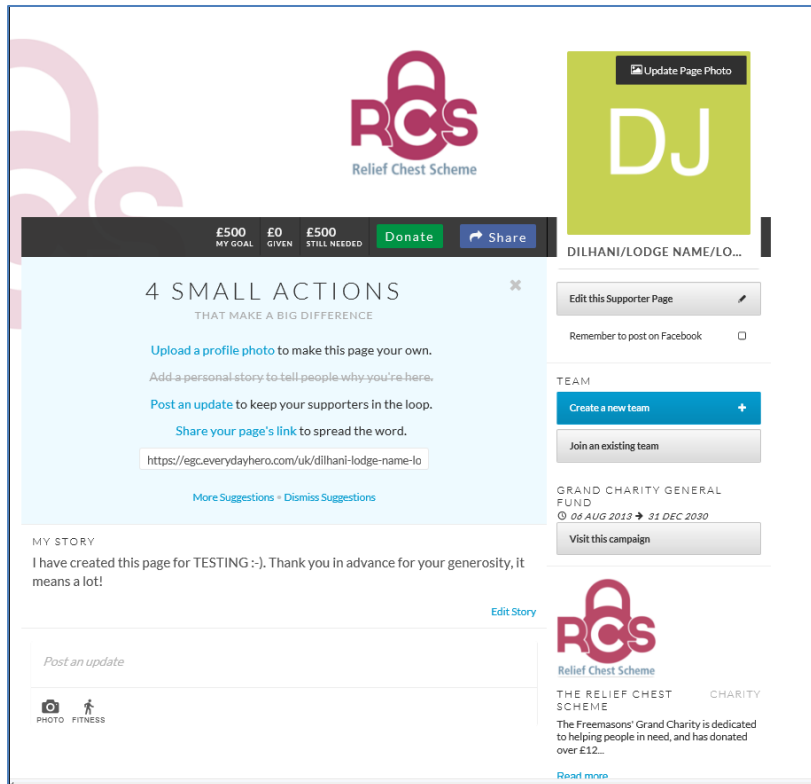 RCS
Relief Chest Scheme
Update Page Photo
DJ
£500 £0 £500
MY GOAL GIVEN STILL NEEDED
Donate
Share
DILHANI/LODGE NAME/LO...
4 SMALL ACTIONS
THAT MAKE A BIG DIFFERENCE
Upload a profile photo to make this page your own.
Add a personal story to tell people why you're here.
Post an update to keep your supporters in the loop.
Share your page's link to spread the word.
https://egc.everydayhero.com/uk/dilhani-lodge-name-lo
More Suggestions • Dismiss Suggestions
MY STORY
I have created this page for TESTING :-). Thank you in advance for your generosity, it
means a lot!
Edit Story
Post an update
PHOTO FITNESS
Edit this Supporter Page
Remember to post on Facebook
TEAM
Create a new team
Join an existing team
GRAND CHARITY GENERAL
FUND
06 AUG 2013 → 31 DEC 2030
Visit this campaign
RCS
Relief Chest Scheme
THE RELIEF CHEST CHARITY
SCHEME
The Freemasons' Grand Charity is dedicated
to helping people in need, and has donated
over £12...
Read more